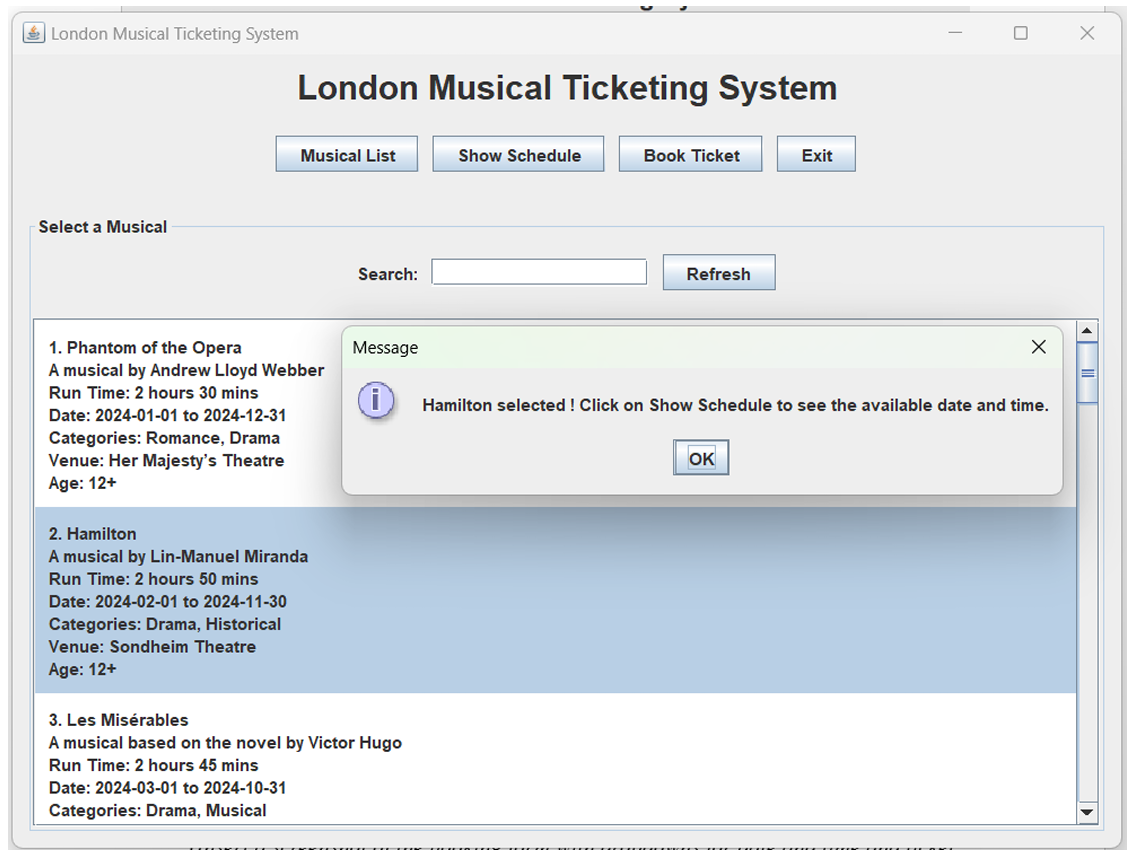 London Musical Ticketing System
London Musical Ticketing System
Musical List Show Schedule Book Ticket Exit
Select a Musical
Search: Refresh
Message
Hamilton selected ! Click on Show Schedule to see the available date and time.
OK
1. Phantom of the Opera
A musical by Andrew Lloyd Webber
Run Time: 2 hours 30 mins
Date: 2024-01-01 to 2024-12-31
Categories: Romance, Drama
Venue: Her Majesty’s Theatre
Age: 12+
2. Hamilton
A musical by Lin-Manuel Miranda
Run Time: 2 hours 50 mins
Date: 2024-02-01 to 2024-11-30
Categories: Drama, Historical
Venue: Sondheim Theatre
Age: 12+
3. Les Misérables
A musical based on the novel by Victor Hugo
Run Time: 2 hours 45 mins
Date: 2024-03-01 to 2024-10-31
Categories: Drama, Musical